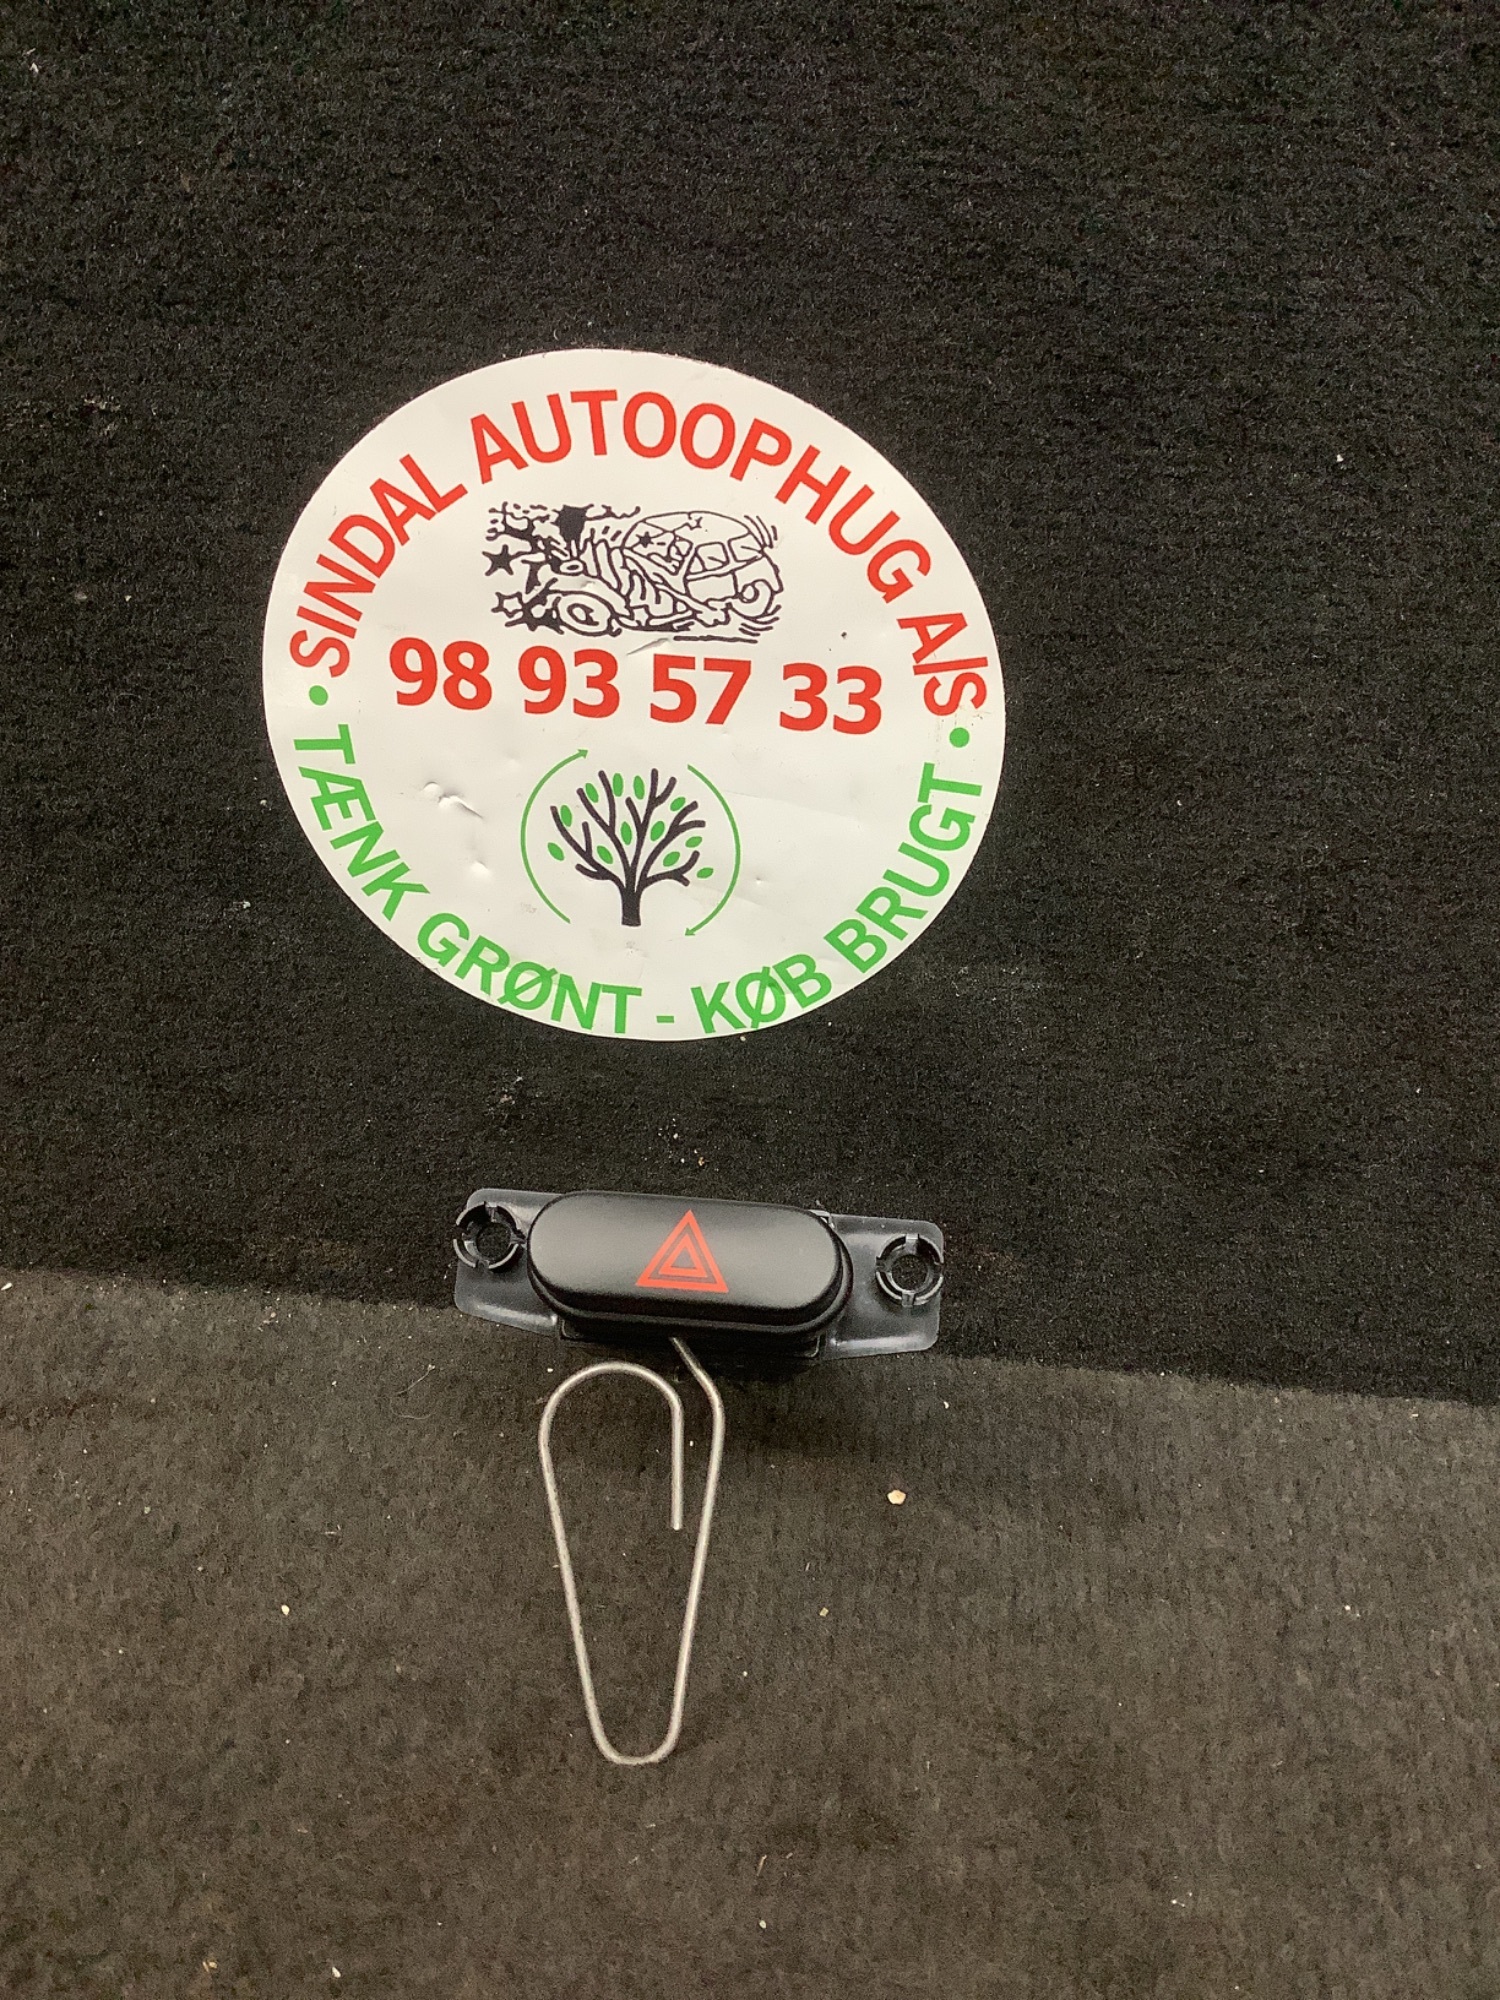 • SINDAL AUTOOPHUG A/S •
98 93 57 33
TÆNK GRØNT - KØB BRUGT